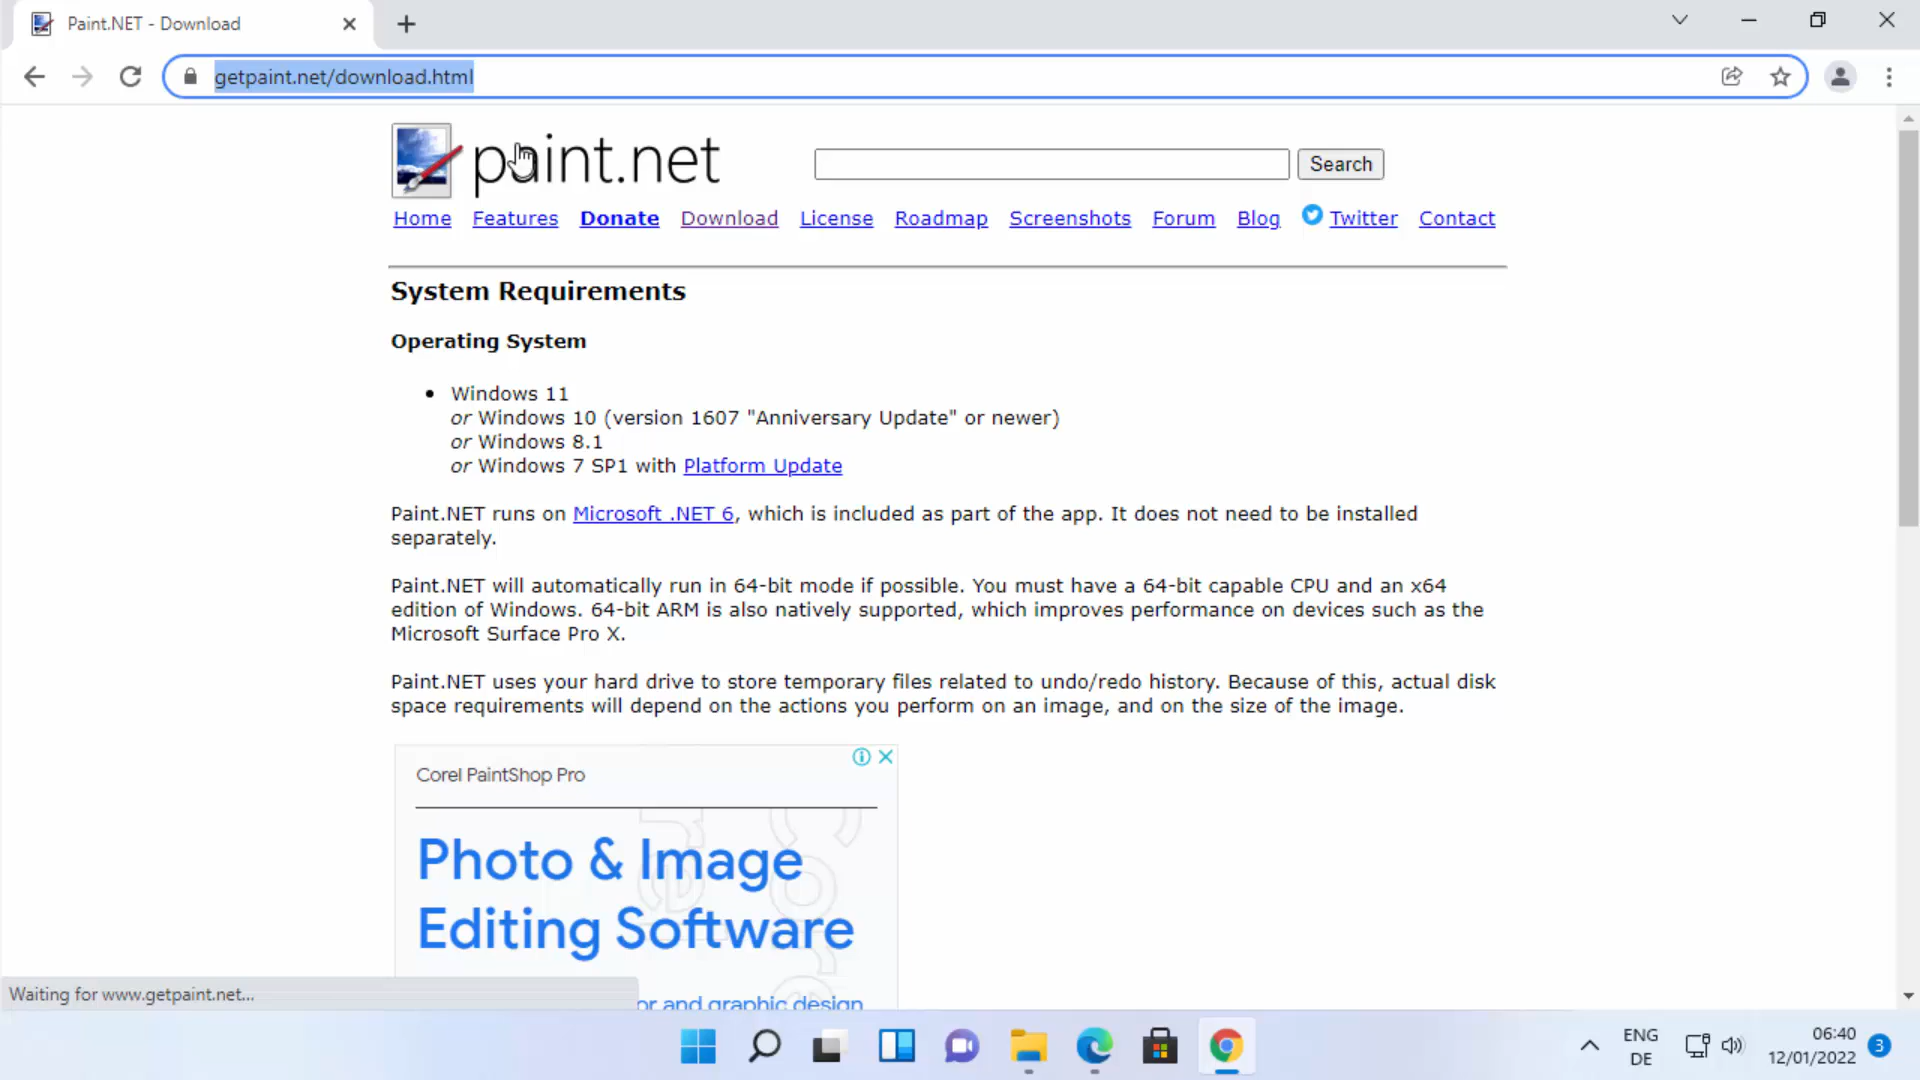 Paint.NET - Download
getpaint.net/download.html
paint.net
Search
Home Features Donate Download License Roadmap Screenshots Forum Blog Twitter Contact
System Requirements
Operating System
• Windows 11
or Windows 10 (version 1607 "Anniversary Update" or newer)
or Windows 8.1
or Windows 7 SP1 with Platform Update
Paint.NET runs on Microsoft .NET 6, which is included as part of the app. It does not need to be installed
separately.
Paint.NET will automatically run in 64-bit mode if possible. You must have a 64-bit capable CPU and an x64
edition of Windows. 64-bit ARM is also natively supported, which improves performance on devices such as the
Microsoft Surface Pro X.
Paint.NET uses your hard drive to store temporary files related to undo/redo history. Because of this, actual disk
space requirements will depend on the actions you perform on an image, and on the size of the image.
Corel PaintShop Pro
Photo & Image
Editing Software
or and graphic design
Waiting for www.getpaint.net...
ENG
DE
06:40
12/01/2022
3